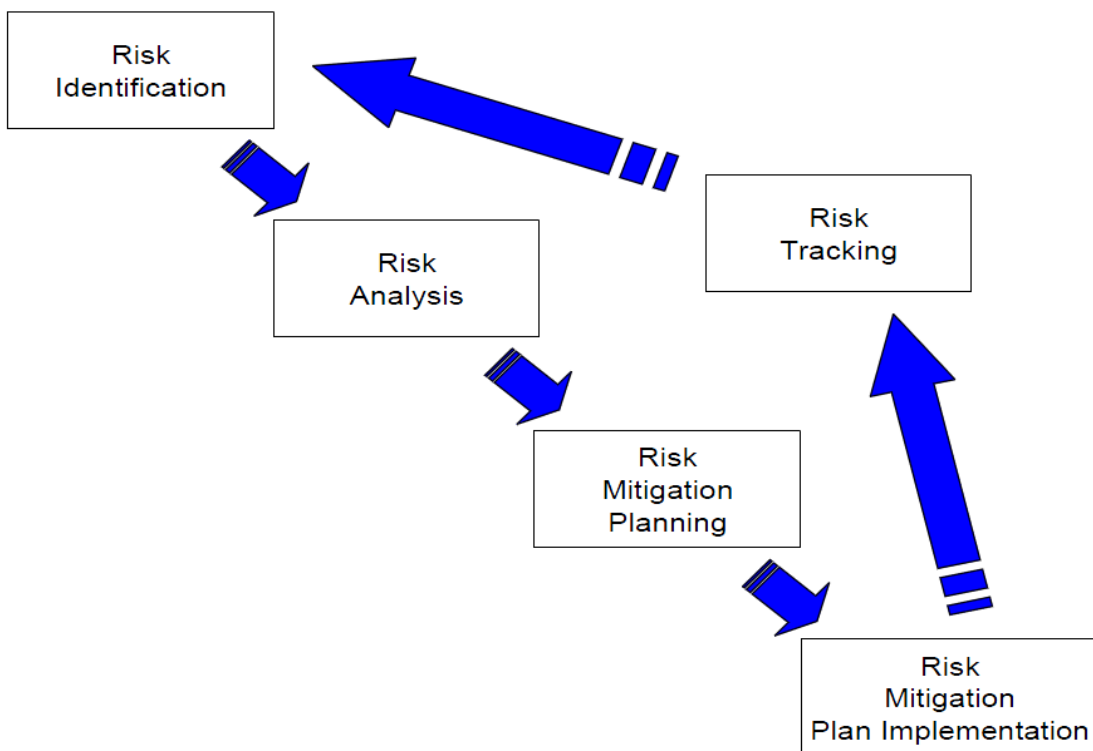 Risk
Identification
Risk
Analysis
Risk
Mitigation
Planning
Risk
Mitigation
Plan Implementation
Risk
Tracking